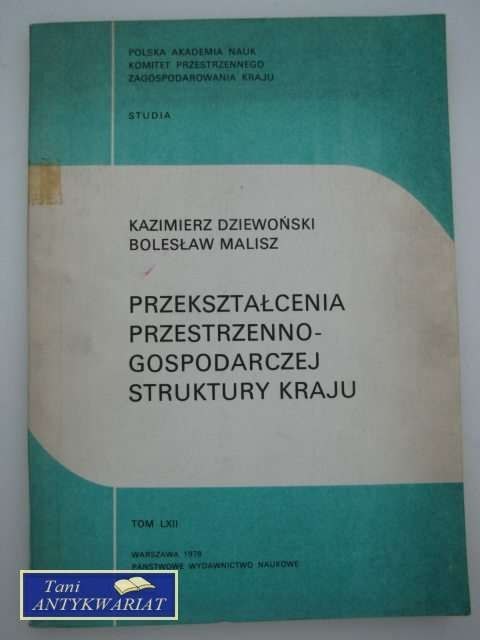 POLSKA AKADEMIA NAUK
KOMITET PRZESTRZENNEGO
ZAGOSPODAROWANIA KRAJU
STUDIA
KAZIMIERZ DZIEWOŃSKI
BOLESŁAW MALISZ
PRZEKSZTAŁCENIA
PRZESTRZENNO-
GOSPODARCZEJ
STRUKTURY KRAJU
TOM LXII
WARSZAWA 1978
PAŃSTWOWE WYDAWNICTWO NAUKOWE
Tani
ANTYKWARIAT